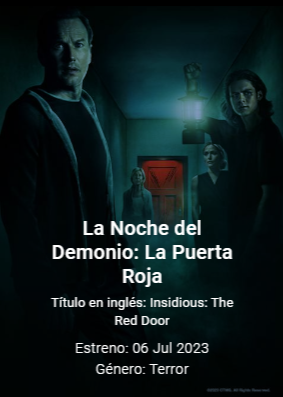 La Noche del
Demonio: La Puerta
Roja
Título en inglés: Insidious: The
Red Door
Estreno: 06 Jul 2023
Género: Terror